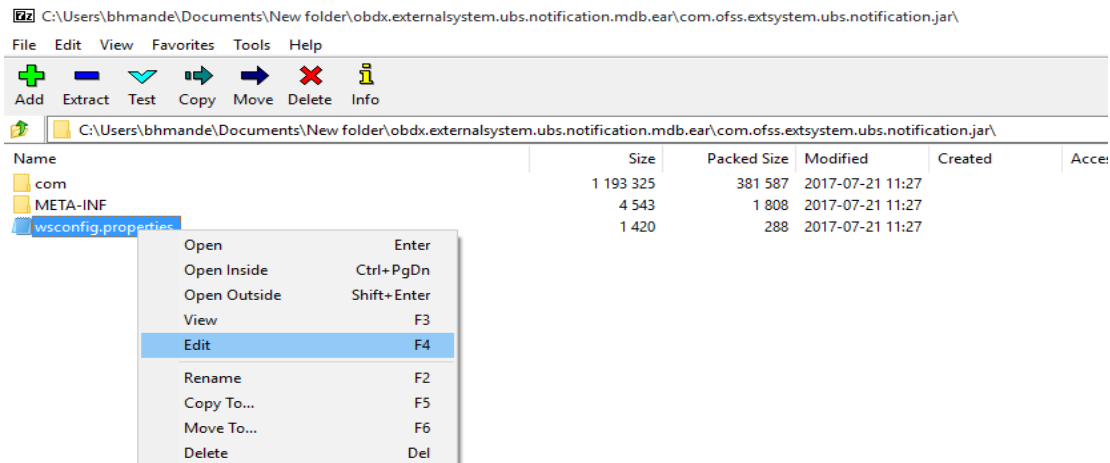 7z C:\Users\bhmande\Documents\New folder\obdx.externalsystem.ubs.notification.mdb.ear\com.ofss.extsystem.ubs.notification.jar\
File Edit View Favorites Tools Help
Add Extract Test Copy Move Delete Info
C:\Users\bhmande\Documents\New folder\obdx.externalsystem.ubs.notification.mdb.ear\com.ofss.extsystem.ubs.notification.jar\
Name Size Packed Size Modified Created Acces
com 1 193 325 381 587 2017-07-21 11:27
META-INF 4 543 1 808 2017-07-21 11:27
wsconfig.properties 1 420 288 2017-07-21 11:27
Open Enter
Open Inside Ctrl+PgDn
Open Outside Shift+Enter
View F3
Edit F4
Rename F2
Copy To... F5
Move To... F6
Delete Del